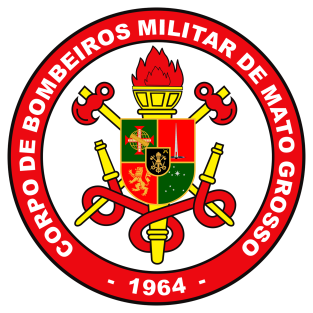 CORPO DE BOMBEIROS MILITAR DE MATO GROSSO
- 1964 -